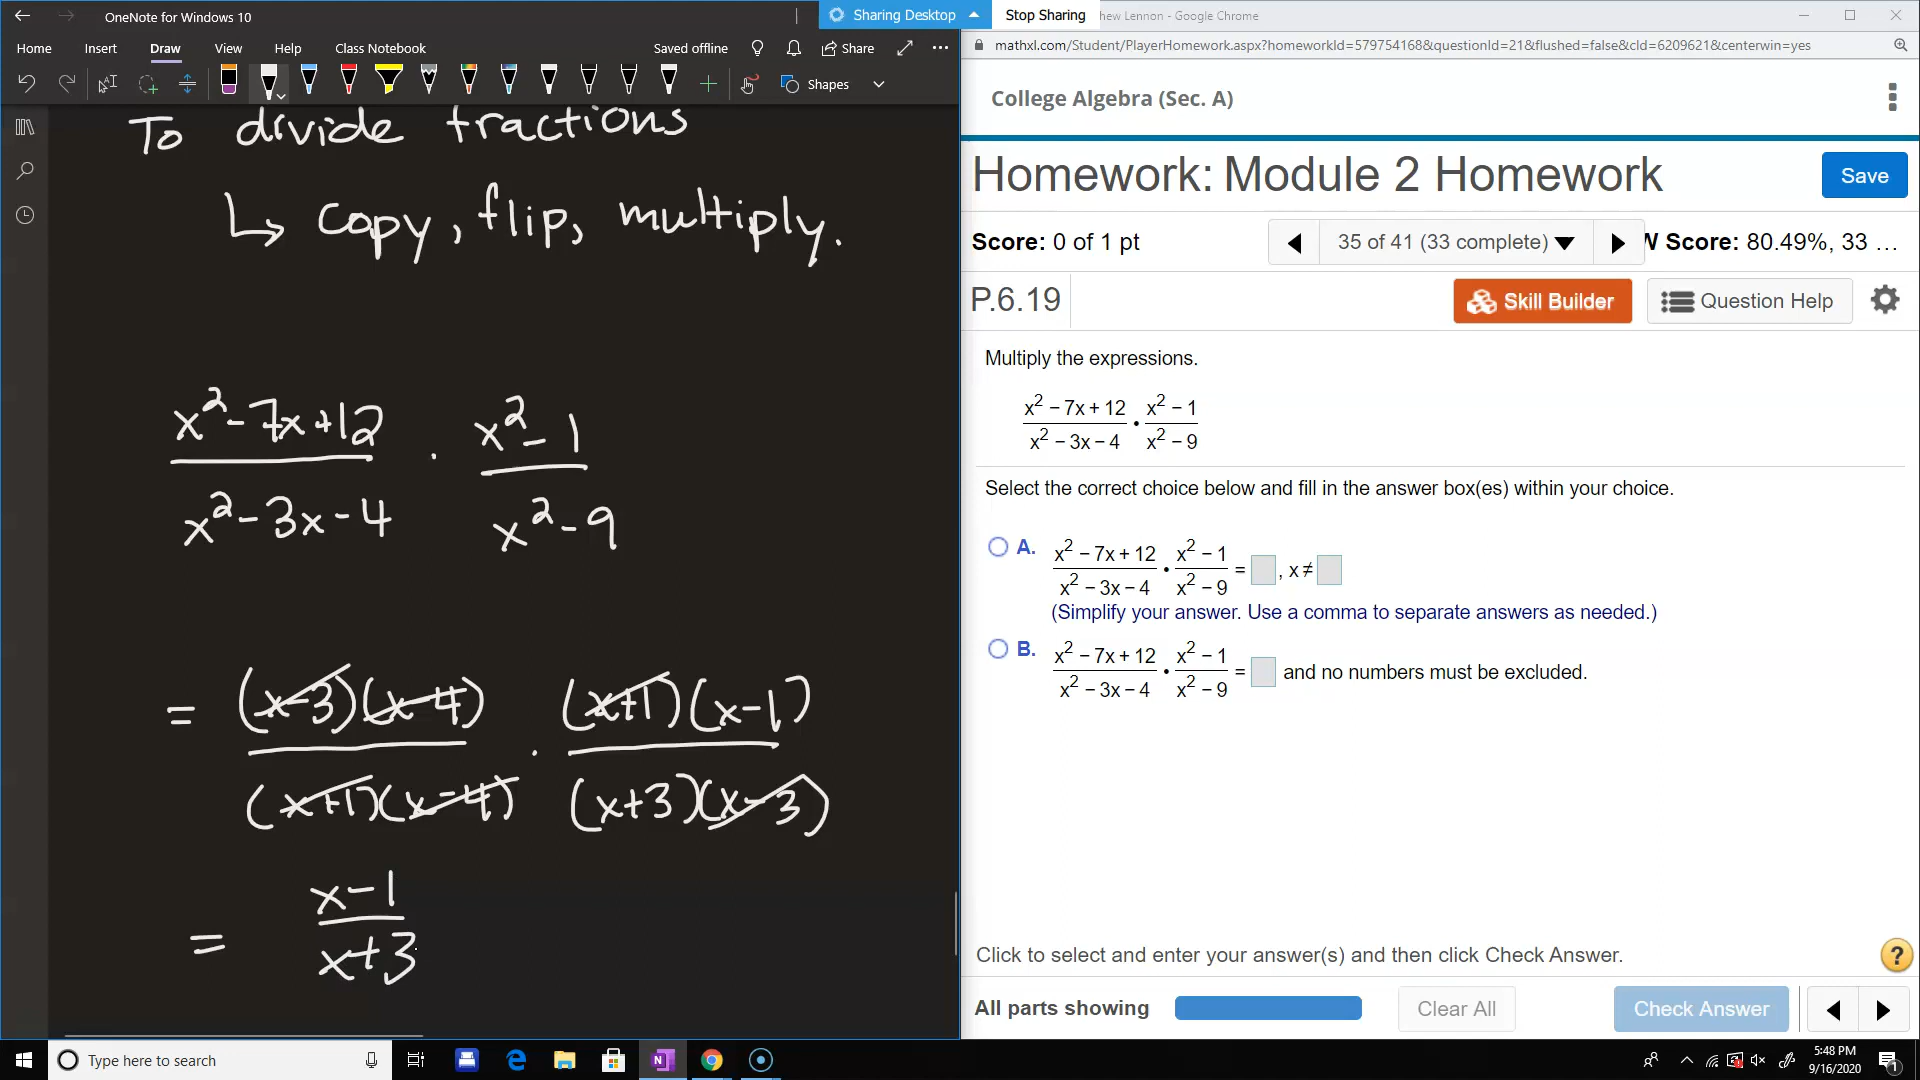 OneNote for Windows 10
Sharing Desktop
Stop Sharing
hew Lennon - Google Chrome
Home Insert Draw View Help Class Notebook Saved offline Share
mathxl.com/Student/PlayerHomework.aspx?homeworkId=579754168&questionId=21&flushed=false&cId=6209621&centerwin=yes
Shapes
To divide fractions
↳ copy, flip, multiply.
x² - 7x + 12
x² - 3x - 4
·
x² - 1
x² - 9
= (x-3)(x-4)
(x+1)(x-4)
·
(x+1)(x-1)
(x+3)(x-3)
= x-1
x+3
College Algebra (Sec. A)
Homework: Module 2 Homework
Save
Score: 0 of 1 pt
35 of 41 (33 complete)
W Score: 80.49%, 33 ...
P.6.19
Skill Builder
Question Help
Multiply the expressions.
x² − 7x + 12
x² − 3x − 4
•
x² − 1
x² − 9
Select the correct choice below and fill in the answer box(es) within your choice.
A.
x² − 7x + 12
x² − 3x − 4
•
x² − 1
x² − 9
= , x ≠
(Simplify your answer. Use a comma to separate answers as needed.)
B.
x² − 7x + 12
x² − 3x − 4
•
x² − 1
x² − 9
= and no numbers must be excluded.
Click to select and enter your answer(s) and then click Check Answer.
?
All parts showing
Clear All
Check Answer
Type here to search
5:48 PM
9/16/2020
1